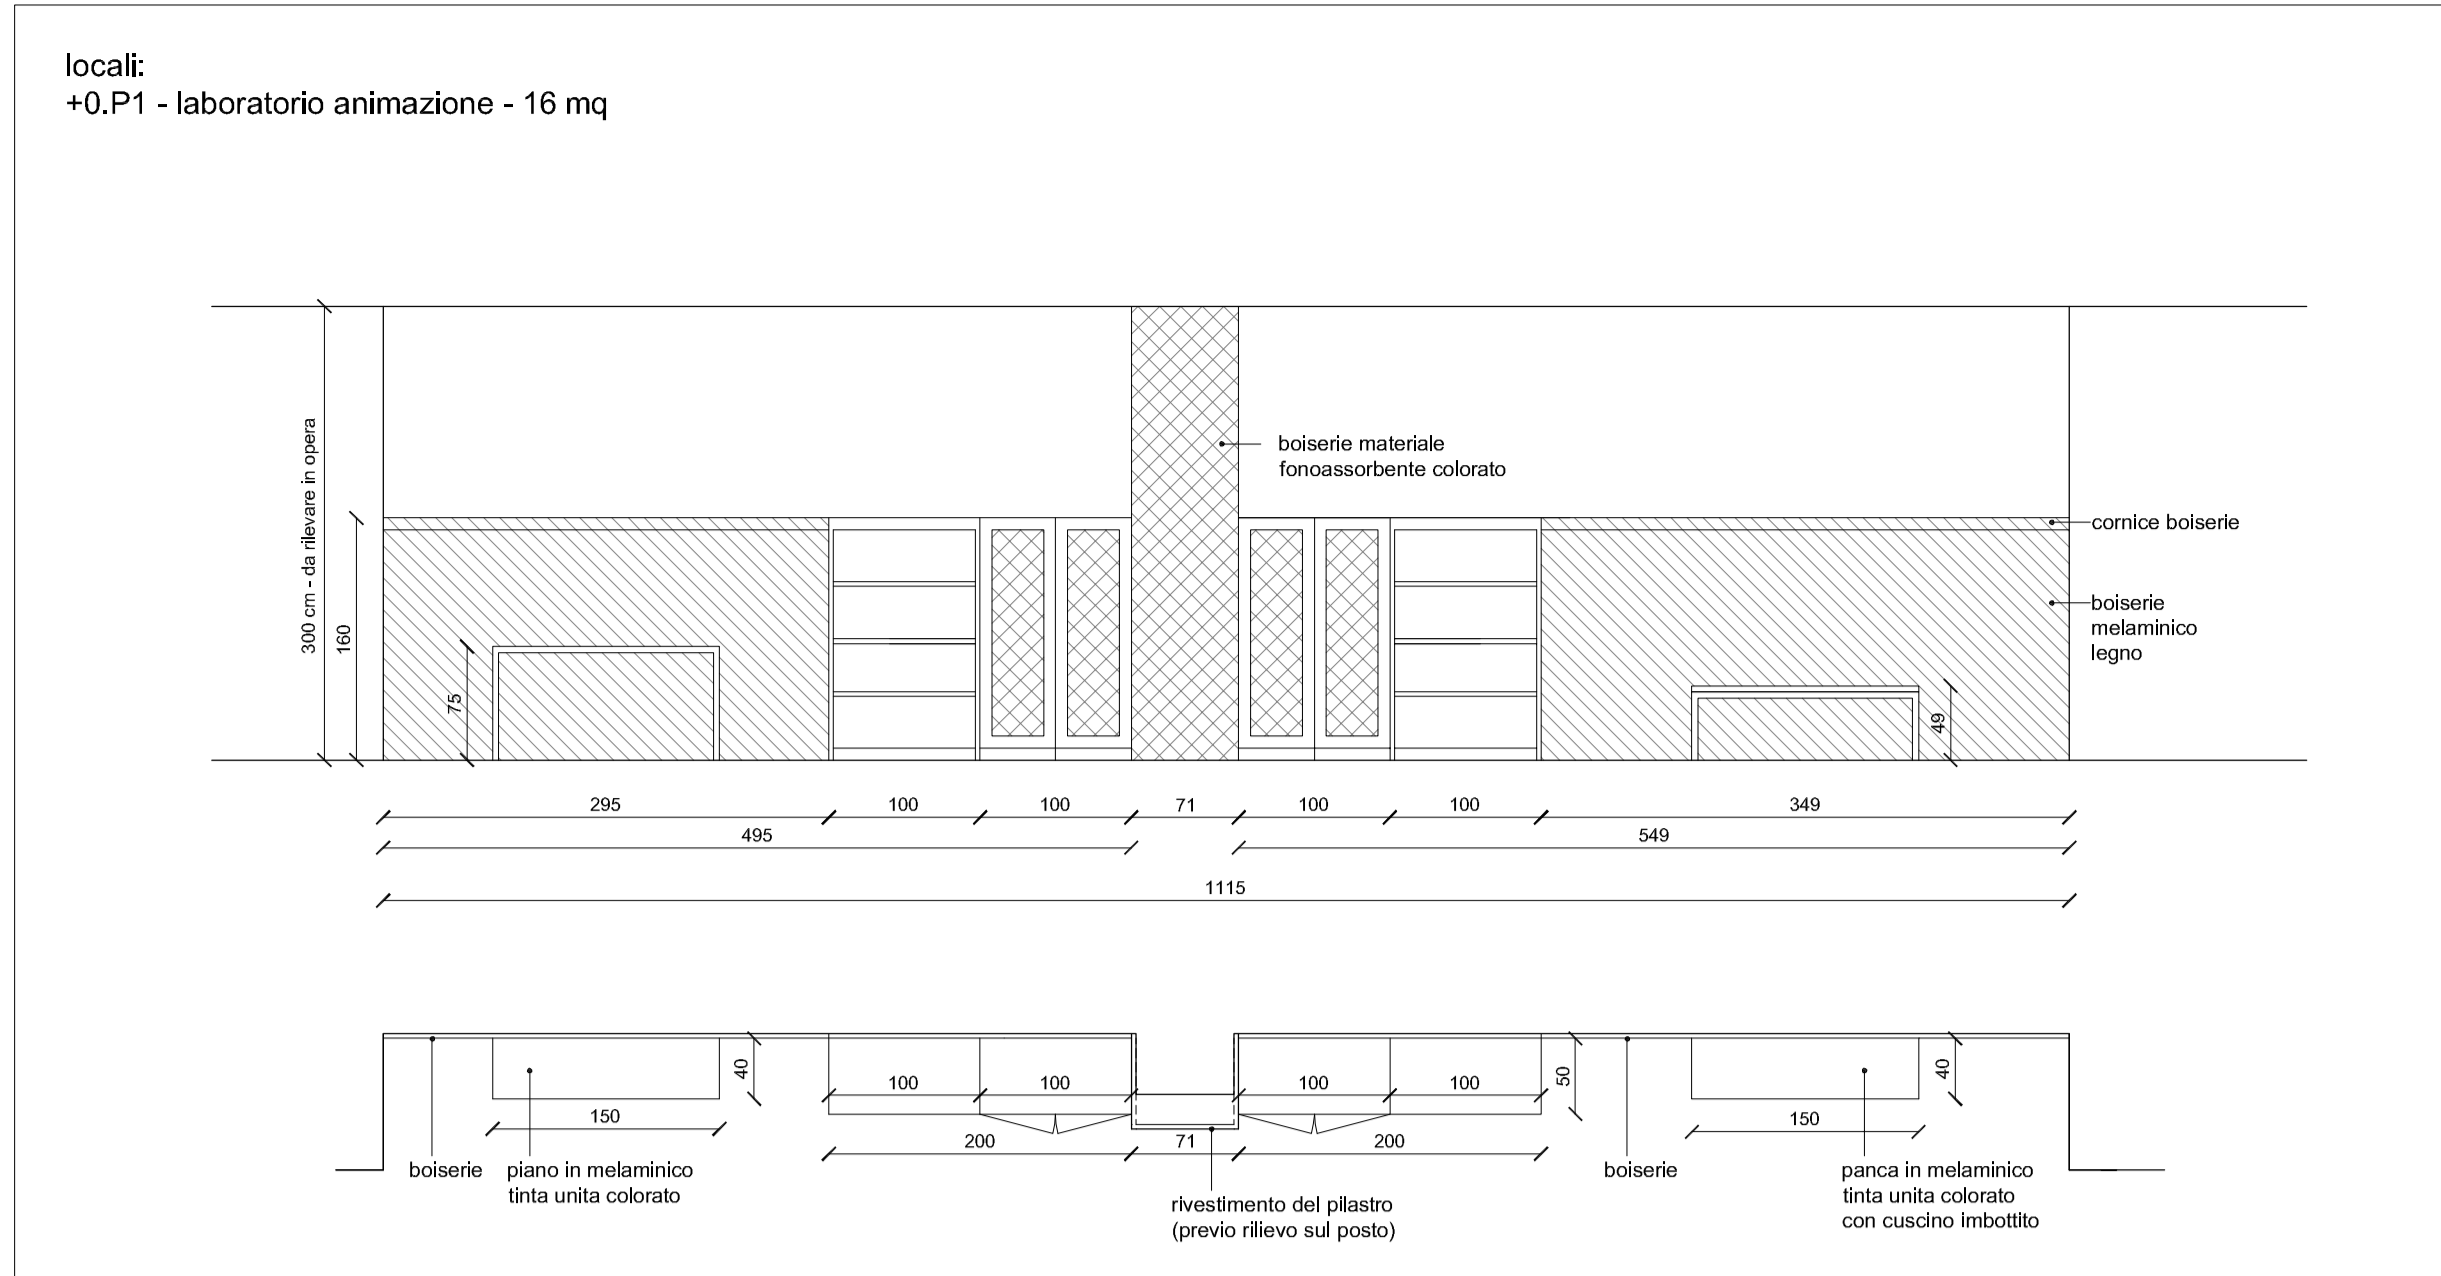 locali:
+0.P1 - laboratorio animazione - 16 mq
300 cm - da rilevare in opera
160
75
boiserie materiale
fonoassorbente colorato
cornice boiserie
boiserie
melaminico
legno
49
295
100
100
71
100
100
349
495
549
1115
40
100
100
100
100
50
40
150
200
71
200
150
boiserie
piano in melaminico
tinta unita colorato
rivestimento del pilastro
(previo rilievo sul posto)
boiserie
panca in melaminico
tinta unita colorato
con cuscino imbottito